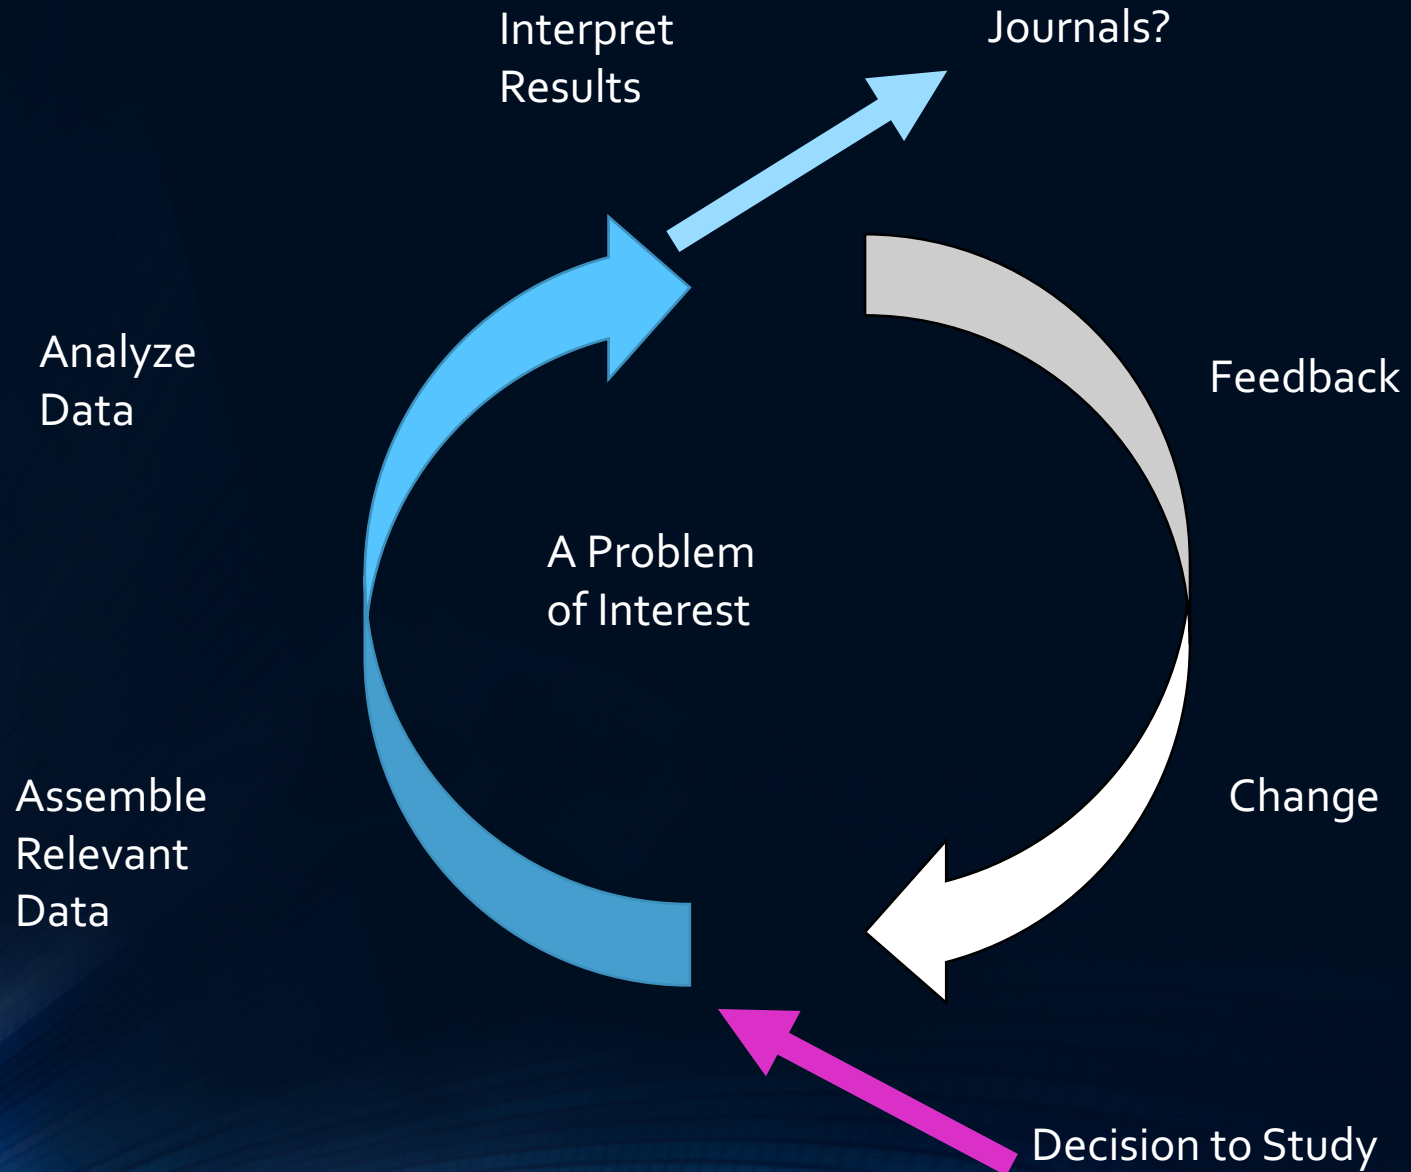 Interpret
Results
Journals?
Analyze
Data
Feedback
A Problem
of Interest
Assemble
Relevant
Data
Change
Decision to Study